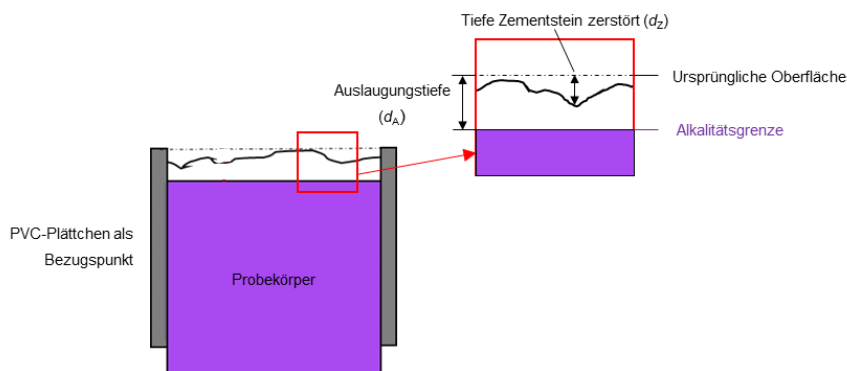 Tiefe Zementstein zerstört (dZ)
Ursprüngliche Oberfläche
Auslaugungstiefe
(dA)
Alkalitätsgrenze
PVC-Plättchen als
Bezugspunkt
Probekörper